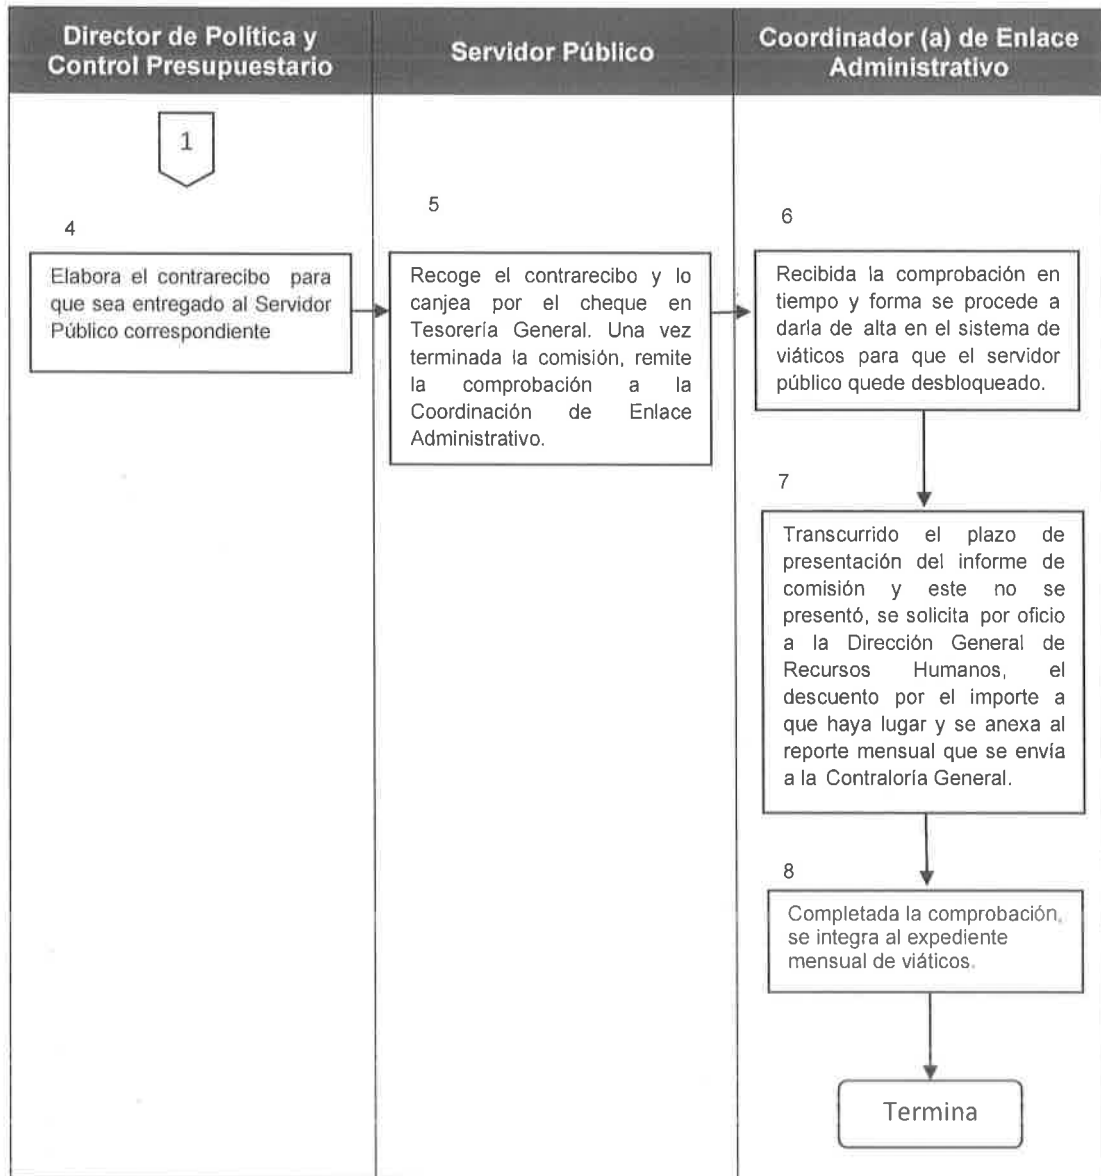 Director de Política y
Control Presupuestario
Servidor Público
Coordinador (a) de Enlace
Administrativo
1
4
Elabora el contrarecibo para
que sea entregado al Servidor
Público correspondiente
5
Recoge el contrarecibo y lo
canjea por el cheque en
Tesorería General. Una vez
terminada la comisión, remite
la comprobación a la
Coordinación de Enlace
Administrativo.
6
Recibida la comprobación en
tiempo y forma se procede a
darla de alta en el sistema de
viáticos para que el servidor
público quede desbloqueado.
7
Transcurrido el plazo de
presentación del informe de
comisión y este no se
presentó, se solicita por oficio
a la Dirección General de
Recursos Humanos, el
descuento por el importe a
que haya lugar y se anexa al
reporte mensual que se envía
a la Contraloría General.
8
Completada la comprobación,
se integra al expediente
mensual de viáticos.
Termina